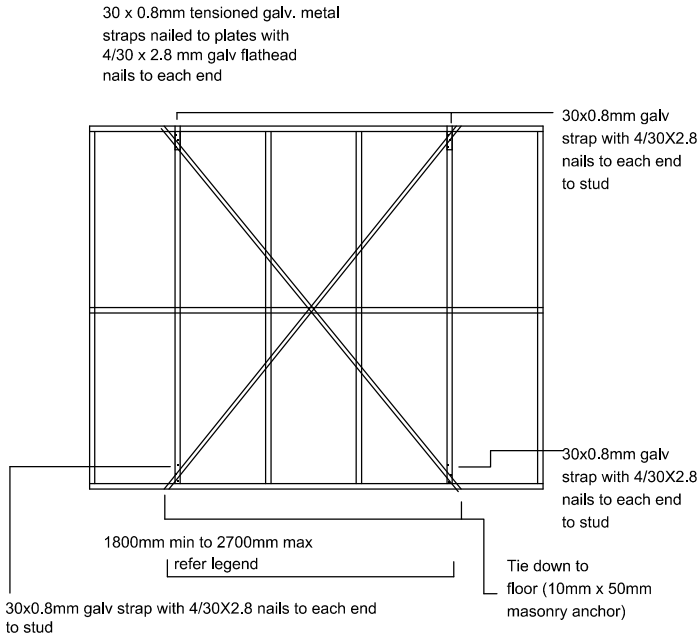 30 x 0.8mm tensioned galv. metal
straps nailed to plates with
4/30 x 2.8 mm galv flathead
nails to each end
30x0.8mm galv
strap with 4/30X2.8
nails to each end
to stud
30x0.8mm galv
strap with 4/30X2.8
nails to each end
to stud
1800mm min to 2700mm max
refer legend
Tie down to
floor (10mm x 50mm
masonry anchor)
30x0.8mm galv strap with 4/30X2.8 nails to each end
to stud